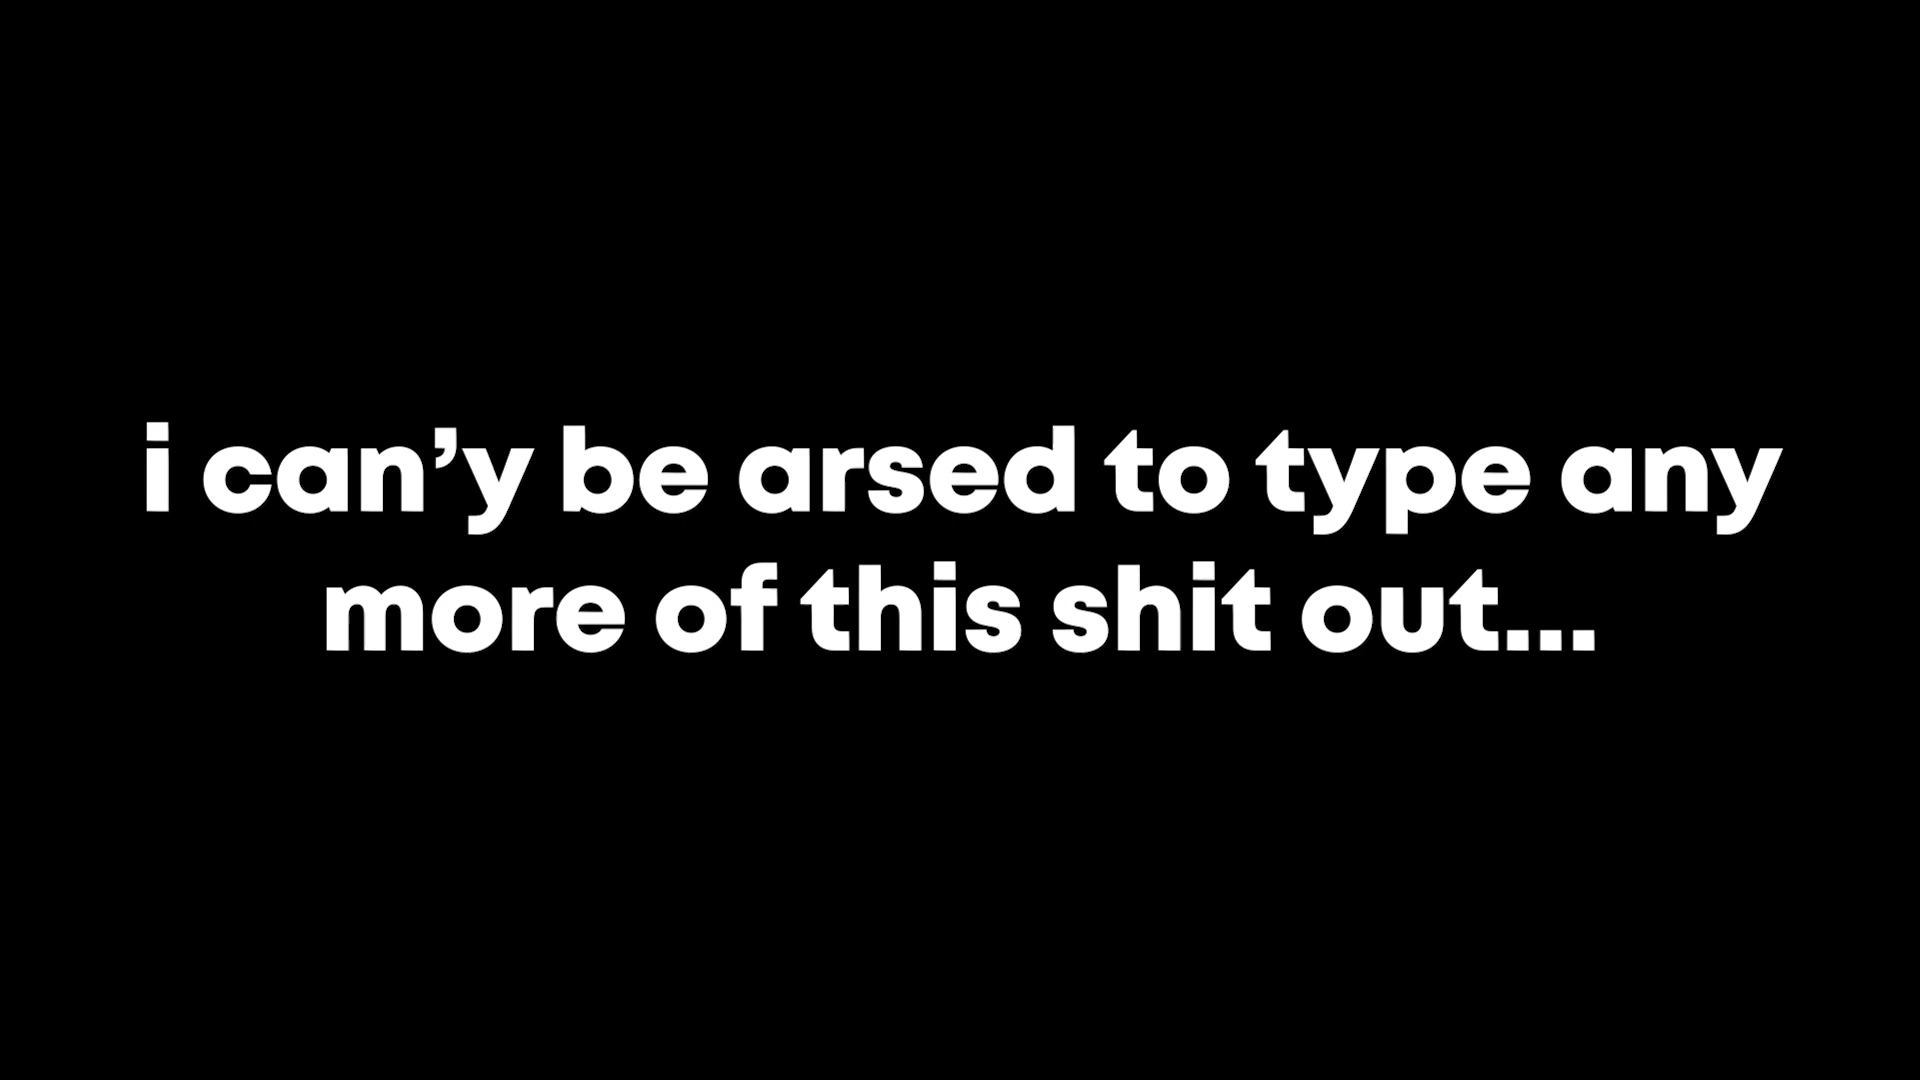 i can’y be arsed to type any
more of this shit out...